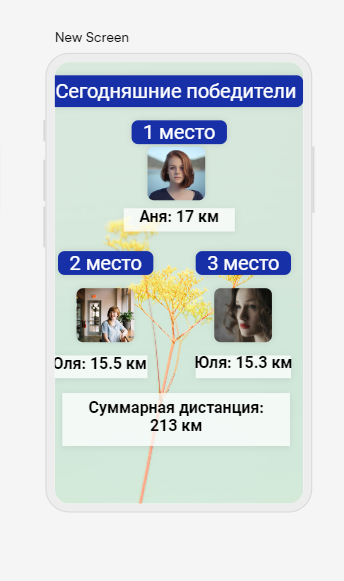 New Screen
Сегодняшние победители
1 место
Аня: 17 км
2 место
3 место
Оля: 15.5 км
Юля: 15.3 км
Суммарная дистанция:
213 км